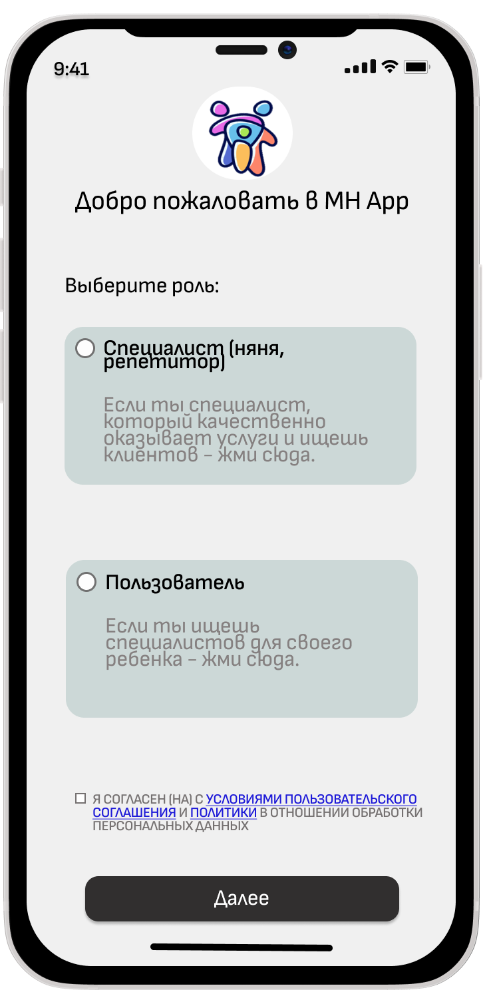 9:41
Добро пожаловать в MH App
Выберите роль:
Специалист (няня,
репетитор)
Если ты специалист,
который качественно
оказывает услуги и ищешь
клиентов - жми сюда.
Пользователь
Если ты ищешь
специалистов для своего
ребенка - жми сюда.
Я СОГЛАСЕН (НА) С УСЛОВИЯМИ ПОЛЬЗОВАТЕЛЬСКОГО
СОГЛАШЕНИЯ И ПОЛИТИКИ В ОТНОШЕНИИ ОБРАБОТКИ
ПЕРСОНАЛЬНЫХ ДАННЫХ
Далее